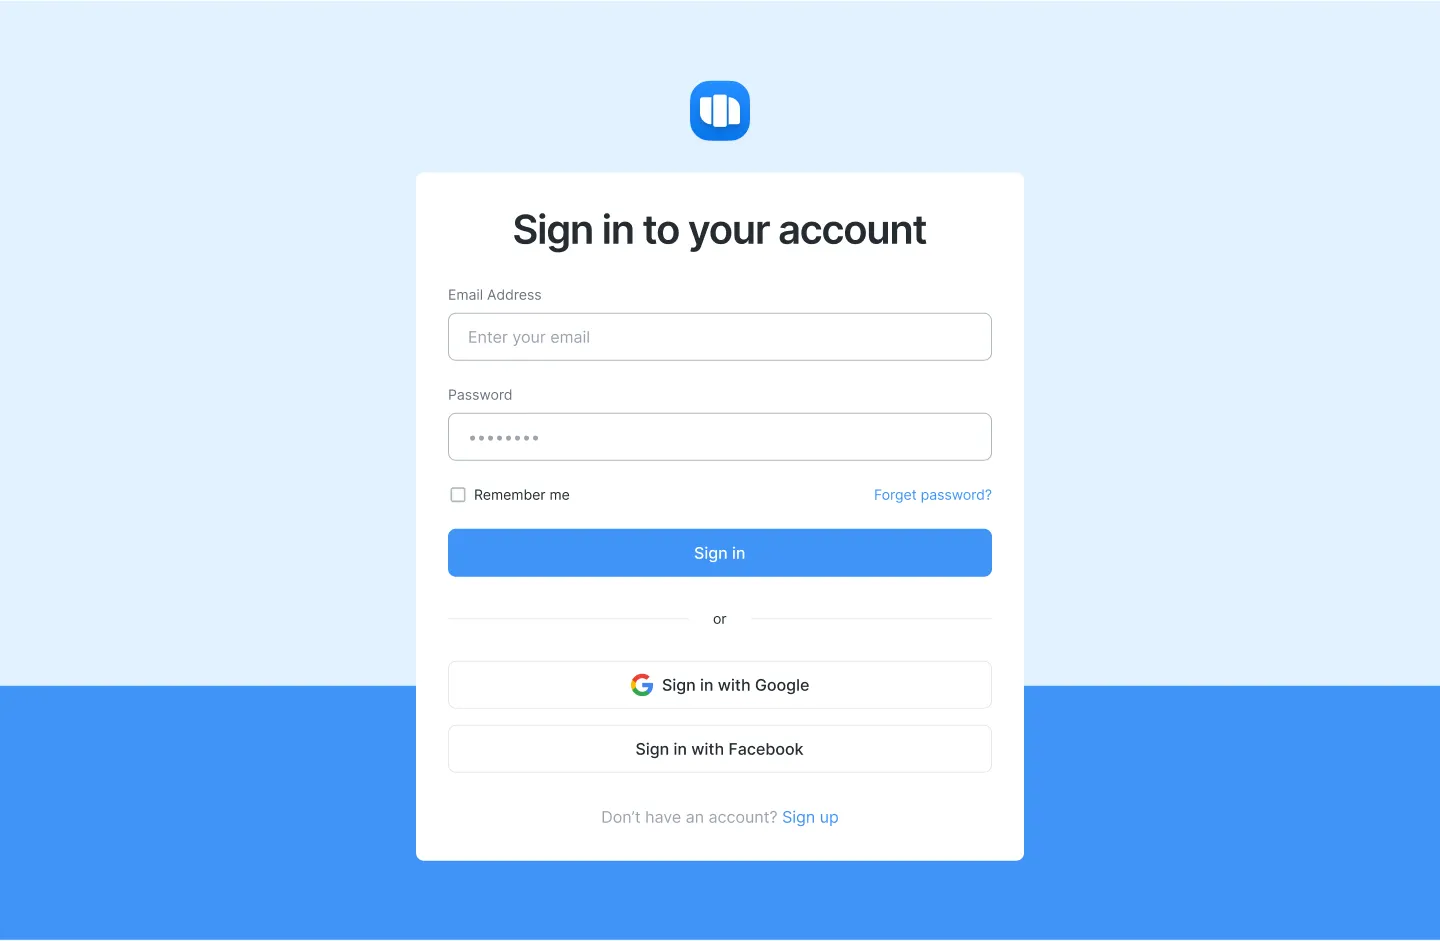 Sign in to your account
Email Address
Enter your email
Password
••••••••
Remember me
Forget password?
Sign in
or
Sign in with Google
Sign in with Facebook
Don’t have an account? Sign up